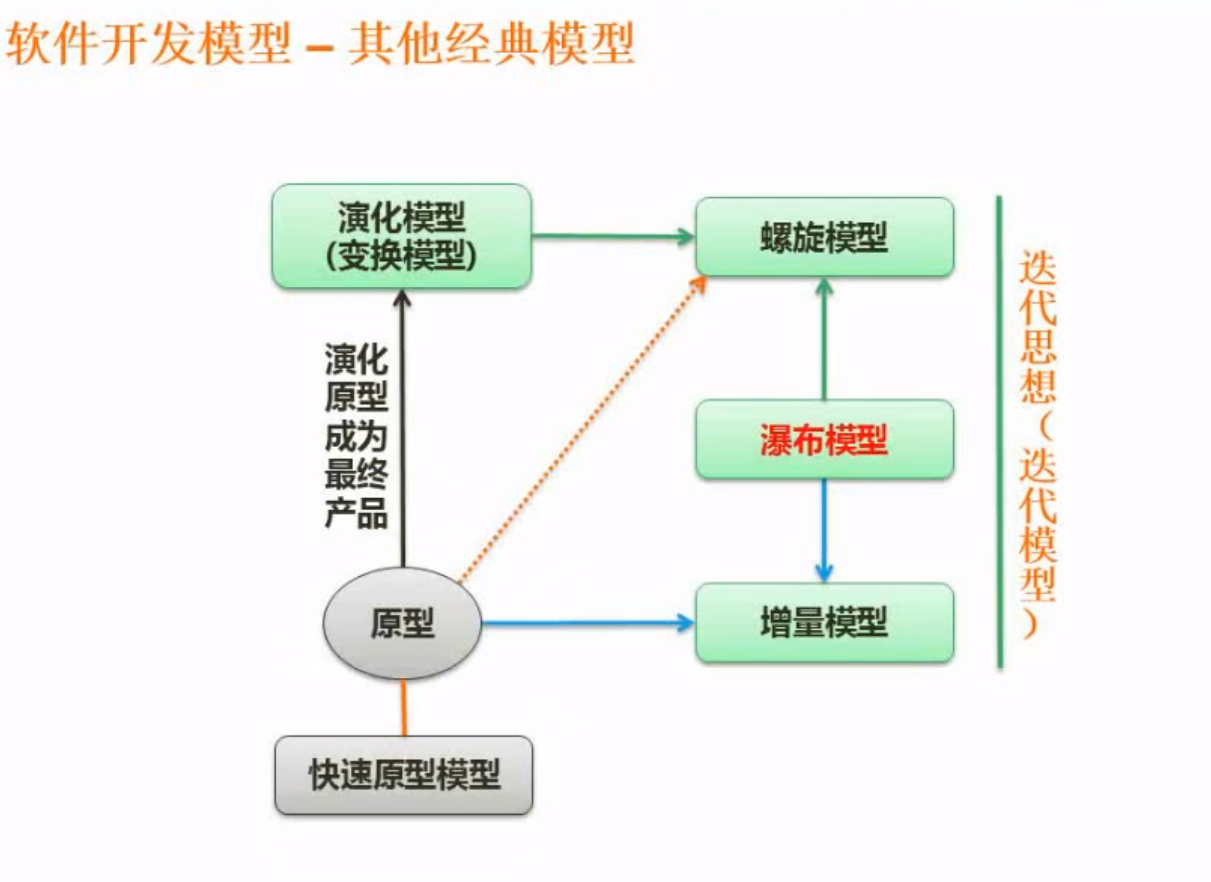 软件开发模型 – 其他经典模型
演化模型
(变换模型)
螺旋模型
演化
原型
成为
最终
产品
瀑布模型
原型
增量模型
快速原型模型
迭代思想（迭代模型）